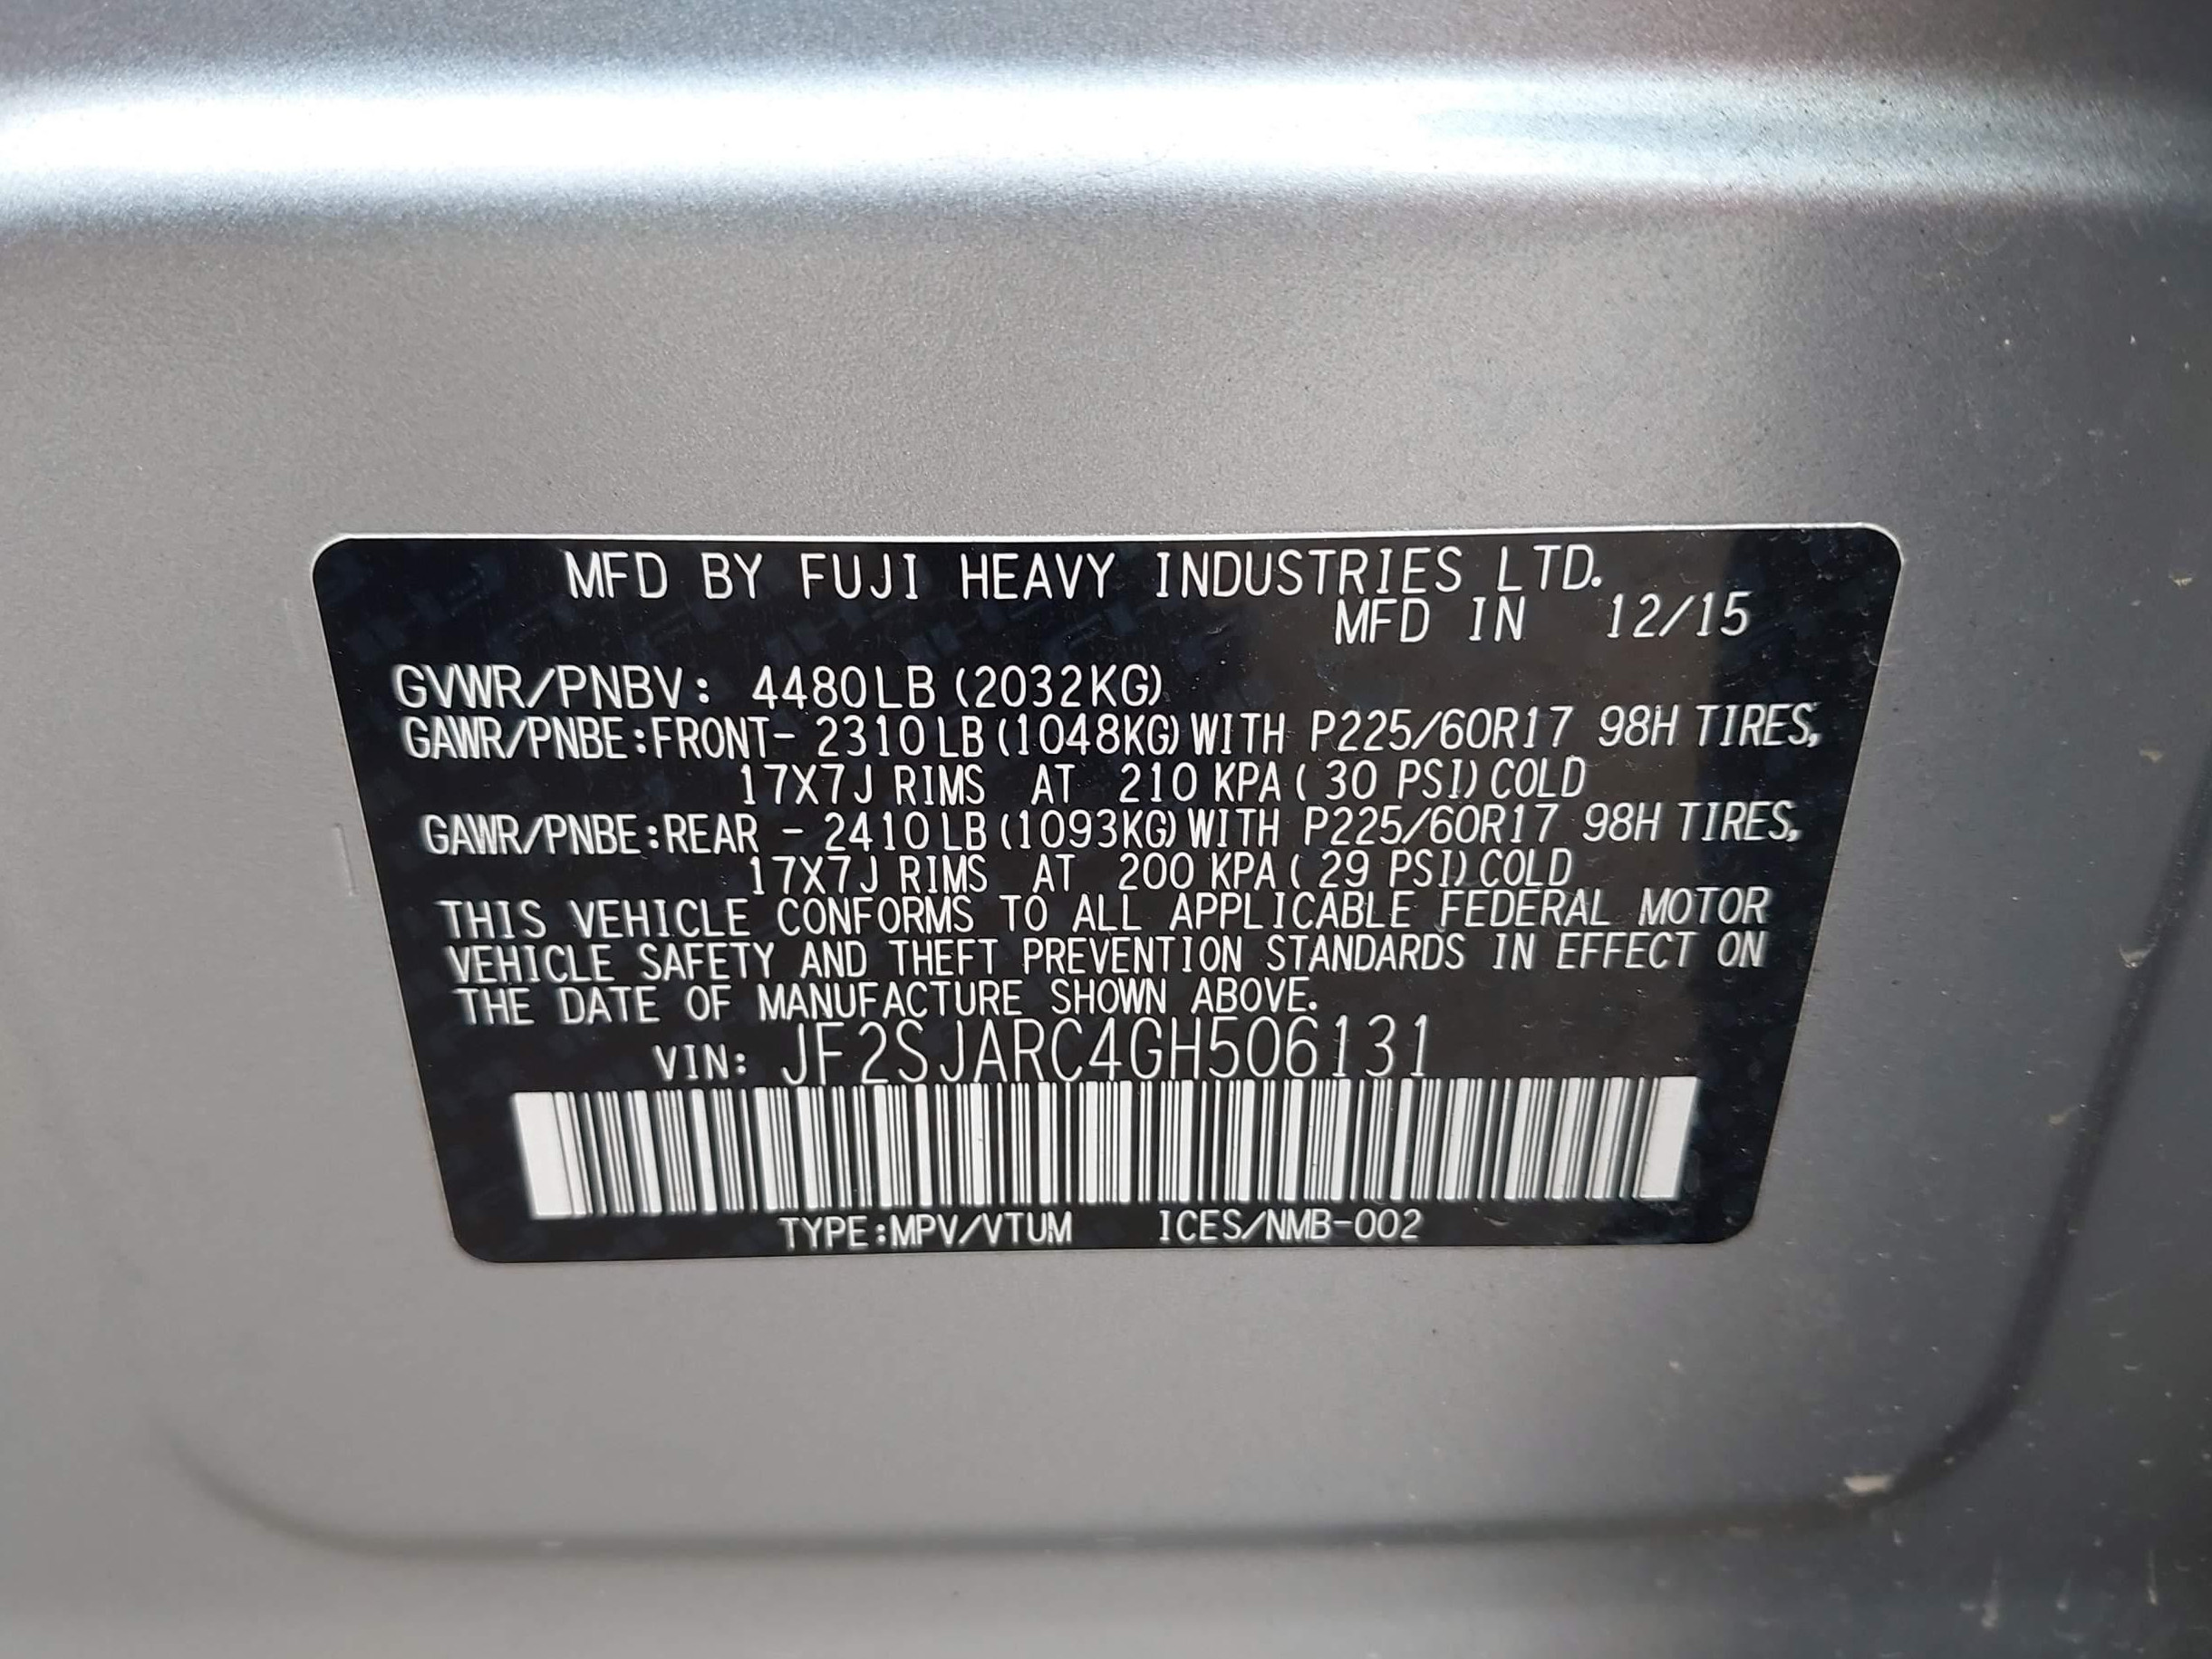 MFD BY FUJI HEAVY INDUSTRIES LTD.
MFD IN 12/15
GVWR/PNBV: 4480LB (2032KG)
GAWR/PNBE:FRONT- 2310LB (1048KG) WITH P225/60R17 98H TIRES,
17X7J RIMS AT 210 KPA ( 30 PSI) COLD
GAWR/PNBE:REAR - 2410LB (1093KG) WITH P225/60R17 98H TIRES,
17X7J RIMS AT 200 KPA ( 29 PSI) COLD
THIS VEHICLE CONFORMS TO ALL APPLICABLE FEDERAL MOTOR
VEHICLE SAFETY AND THEFT PREVENTION STANDARDS IN EFFECT ON
THE DATE OF MANUFACTURE SHOWN ABOVE.
VIN: JF2SJARC4GH506131
TYPE:MPV/VTUM ICES/NMB-002